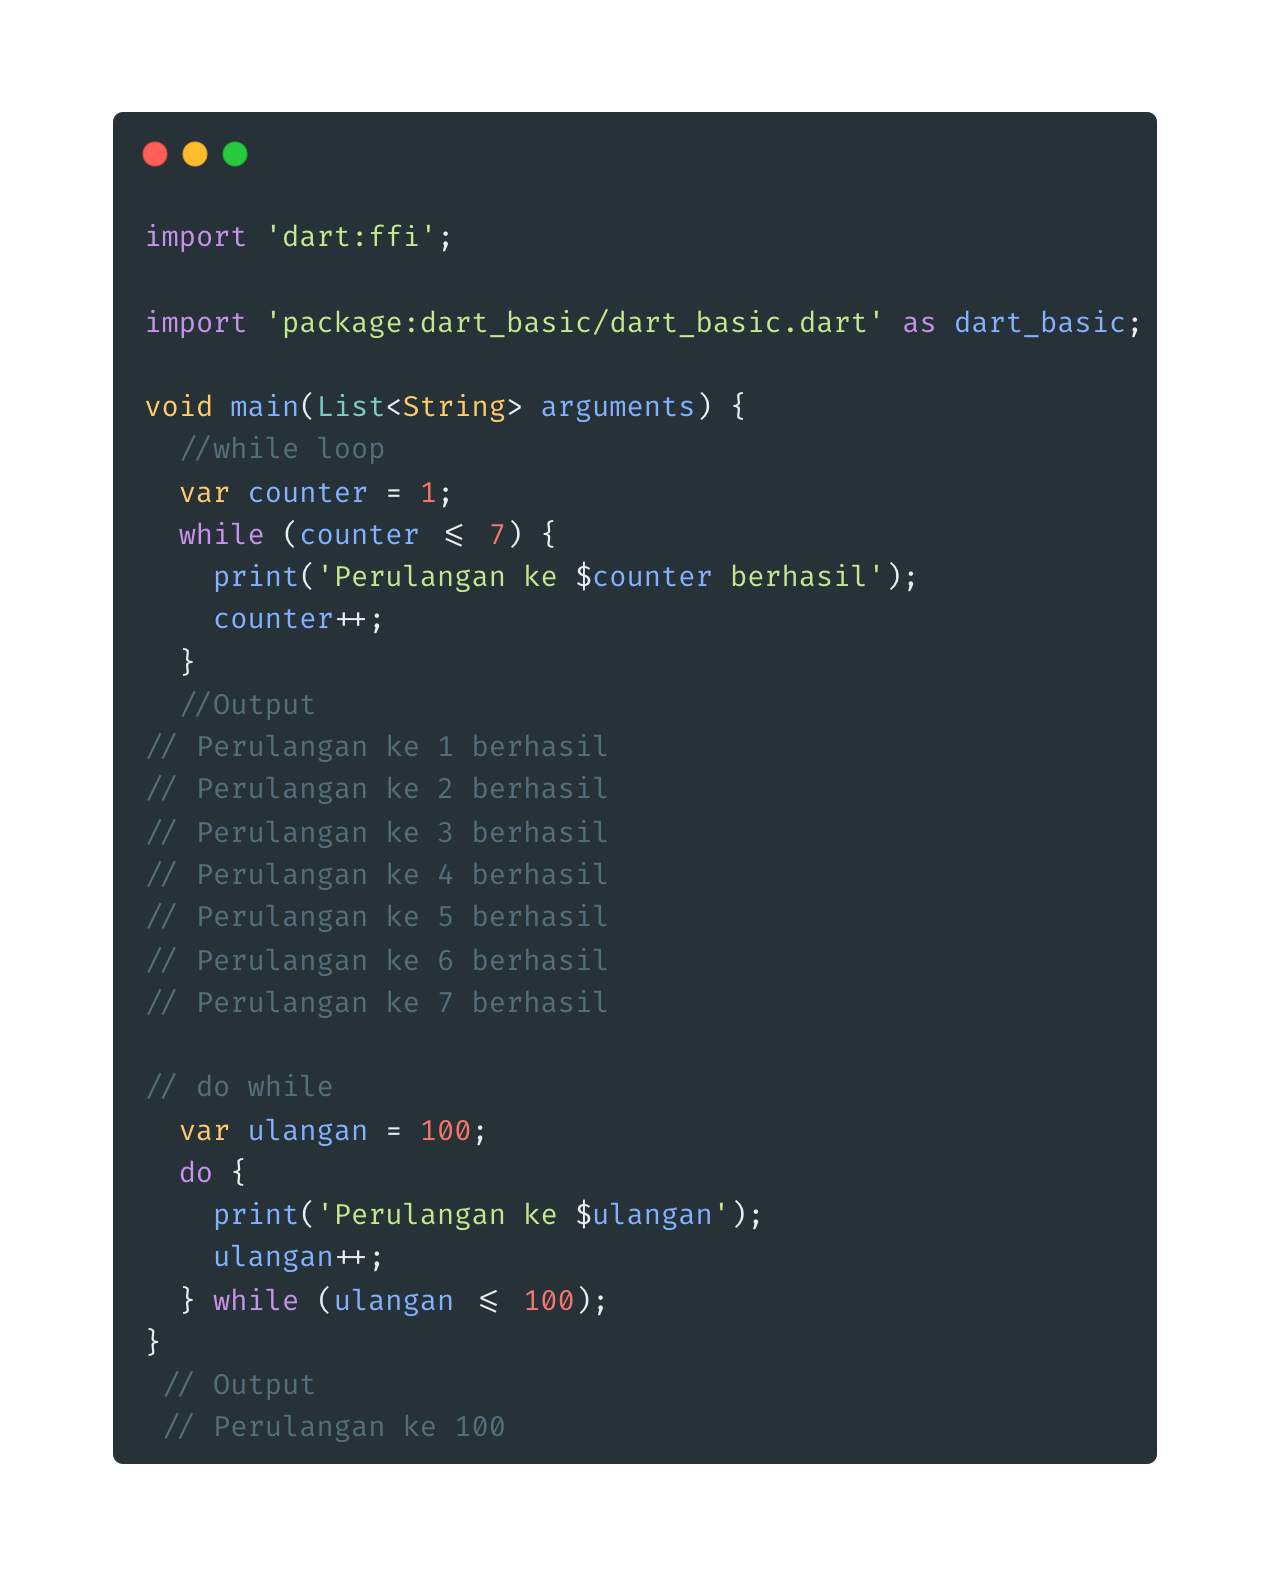 import 'dart:ffi';

import 'package:dart_basic/dart_basic.dart' as dart_basic;

void main(List<String> arguments) {
  //while loop
  var counter = 1;
  while (counter <= 7) {
    print('Perulangan ke $counter berhasil');
    counter++;
  }
  //Output
// Perulangan ke 1 berhasil
// Perulangan ke 2 berhasil
// Perulangan ke 3 berhasil
// Perulangan ke 4 berhasil
// Perulangan ke 5 berhasil
// Perulangan ke 6 berhasil
// Perulangan ke 7 berhasil

// do while
  var ulangan = 100;
  do {
    print('Perulangan ke $ulangan');
    ulangan++;
  } while (ulangan <= 100);
}
 // Output
 // Perulangan ke 100